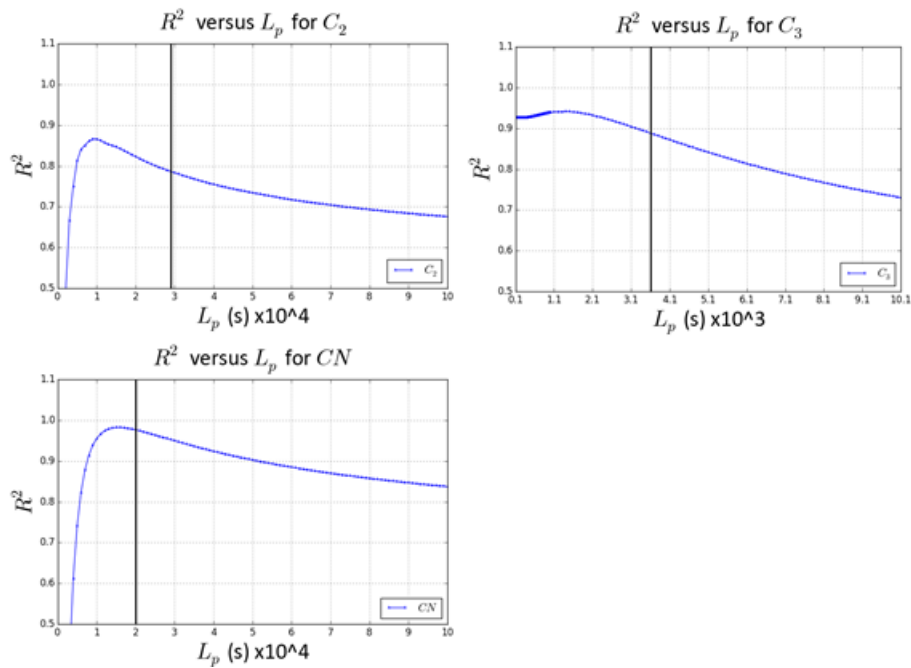 R² versus Lₚ for C₂
1.1
1.0
0.9
0.8
0.7
0.6
0.5
R²
0 1 2 3 4 5 6 7 8 9 10
C₂
Lₚ (s) x10^4
R² versus Lₚ for C₃
1.1
1.0
0.9
0.8
0.7
0.6
0.5
R²
0.1 1.1 2.1 3.1 4.1 5.1 6.1 7.1 8.1 9.1 10.1
C₃
Lₚ (s) x10^3
R² versus Lₚ for CN
1.1
1.0
0.9
0.8
0.7
0.6
0.5
R²
0 1 2 3 4 5 6 7 8 9 10
CN
Lₚ (s) x10^4